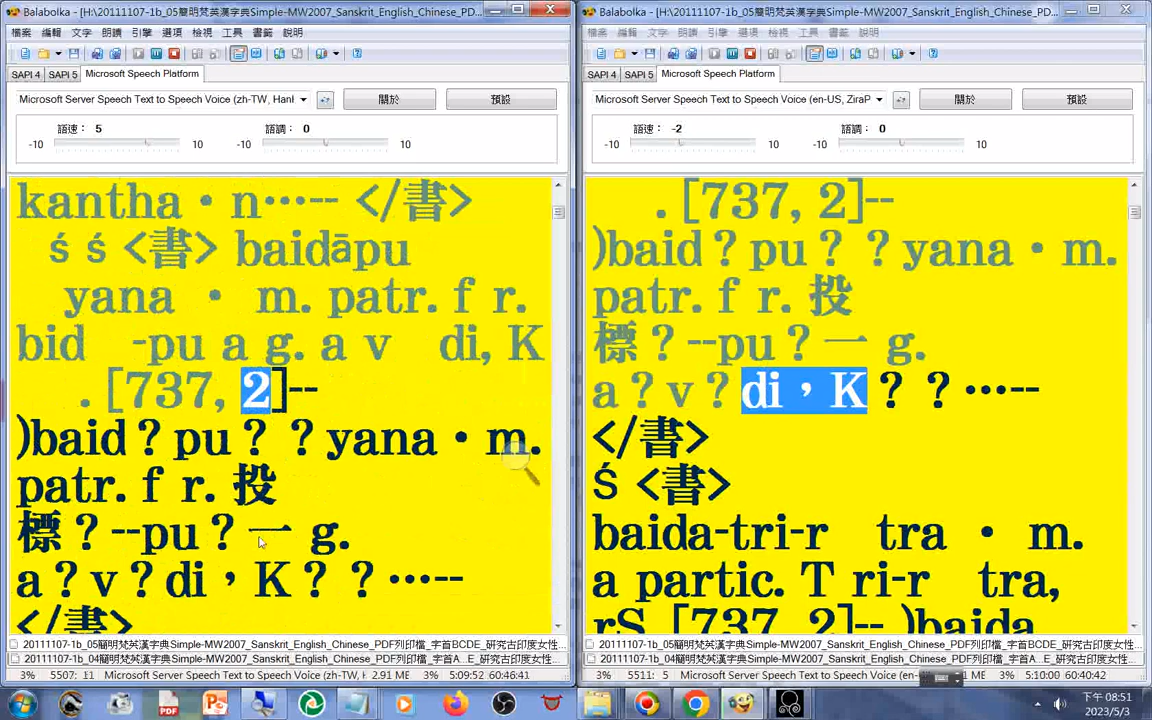 Balabolka - [H:\20111107-1b_05簡明梵英漢字典Simple-MW2007_Sanskrit_English_Chinese_PD...
檔案 編輯 文字 朗讀 引擎 選項 檢視 工具 書籤 說明
SAPI 4 SAPI 5 Microsoft Speech Platform
Microsoft Server Speech Text to Speech Voice (zh-TW, Hanl
關於 預設
語速: 5 語調: 0
-10 10 -10 10
kantha‧n…-- </書>
ś ś <書> baidāpu
yana ‧ m. patr. f r.
bid -pu a g. a v di, K
. [737, 2]--
)baid？pu？ ？yana‧m.
patr. f r. 投
標？--pu？一 g.
a？v？di，K？ ？…--
</書>
20111107-1b_05簡明梵英漢字典Simple-MW2007_Sanskrit_English_Chinese_PDF列印檔_字首BCDE_研究古印度女性...
20111107-1b_04簡明梵英漢字典Simple-MW2007_Sanskrit_English_Chinese_PDF列印檔_字首A...E_研究古印度女性...
3% 5507: 11 Microsoft Server Speech Text to Speech Voice (zh-TW, H 2.91 ME 3% 5:09:52 60:46:41
Balabolka - [H:\20111107-1b_05簡明梵英漢字典Simple-MW2007_Sanskrit_English_Chinese_PD...
檔案 編輯 文字 朗讀 引擎 選項 檢視 工具 書籤 說明
SAPI 4 SAPI 5 Microsoft Speech Platform
Microsoft Server Speech Text to Speech Voice (en-US, ZiraP
關於 預設
語速: -2 語調: 0
-10 10 -10 10
. [737, 2]--
)baid？pu？ ？yana‧m.
patr. f r. 投
標？--pu？一 g.
a？v？di，K？ ？…--
</書>
Ś <書>
baida-tri-r tra ‧ m.
a partic. T ri-r tra,
rS [737, 2]-- )baida
20111107-1b_05簡明梵英漢字典Simple-MW2007_Sanskrit_English_Chinese_PDF列印檔_字首BCDE_研究古印度女性...
20111107-1b_04簡明梵英漢字典Simple-MW2007_Sanskrit_English_Chinese_PDF列印檔_字首A...E_研究古印度女性...
3% 5511: 5 Microsoft Server Speech Text to Speech Voice ME 3% 5:10:00 60:40:42
下午 08:51
2023/5/3